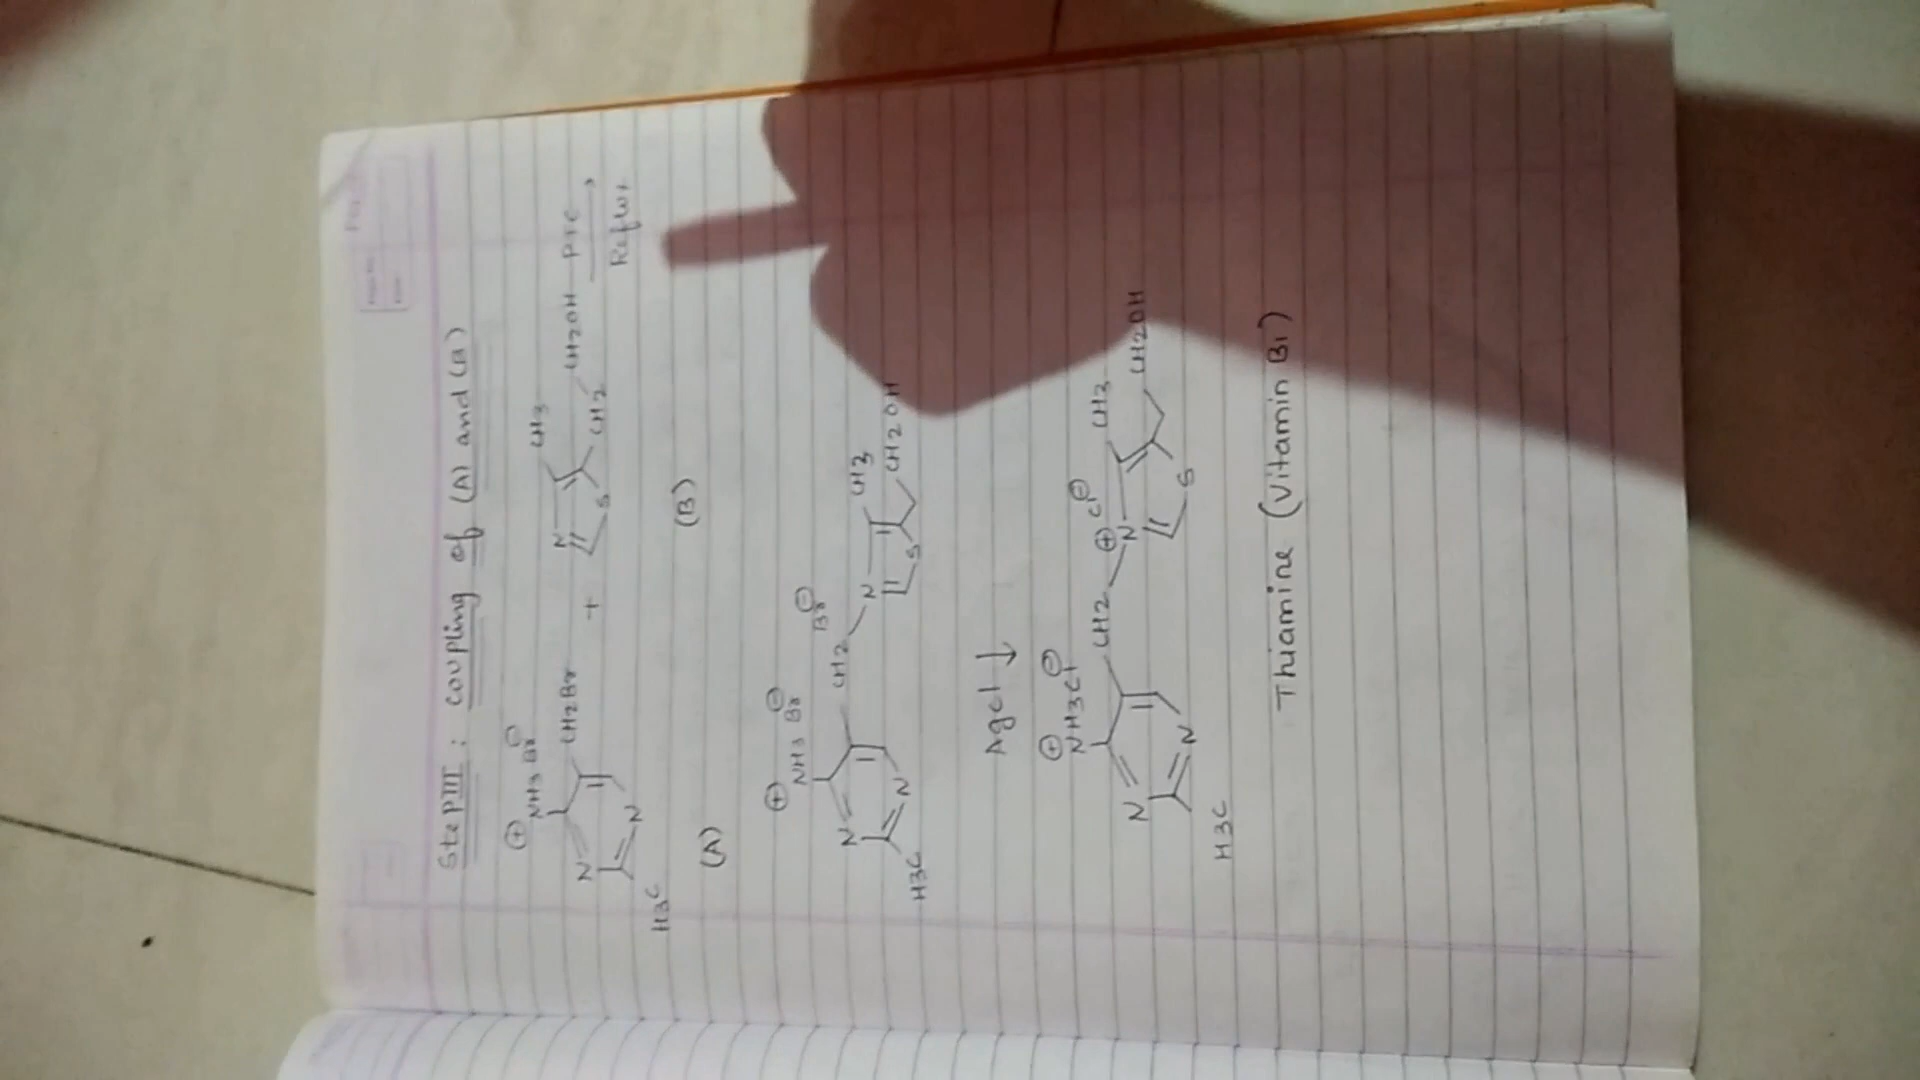 Step III : Coupling of (A) and (B)
⊕ NH3 Br ⊖
CH2Br
N
N
H3C
+
N
S
CH3
CH2
CH2OH
PTC
Reflux
(A)
(B)
⊕ NH3 Br ⊖
CH2
Br ⊖
N
N
H3C
N
S
CH3
CH2OH
AgCl ↓
⊕ NH3Cl ⊖
CH2
⊕ N
Cl ⊖
CH3
CH2OH
S
N
N
H3C
Thiamine (Vitamin B1)